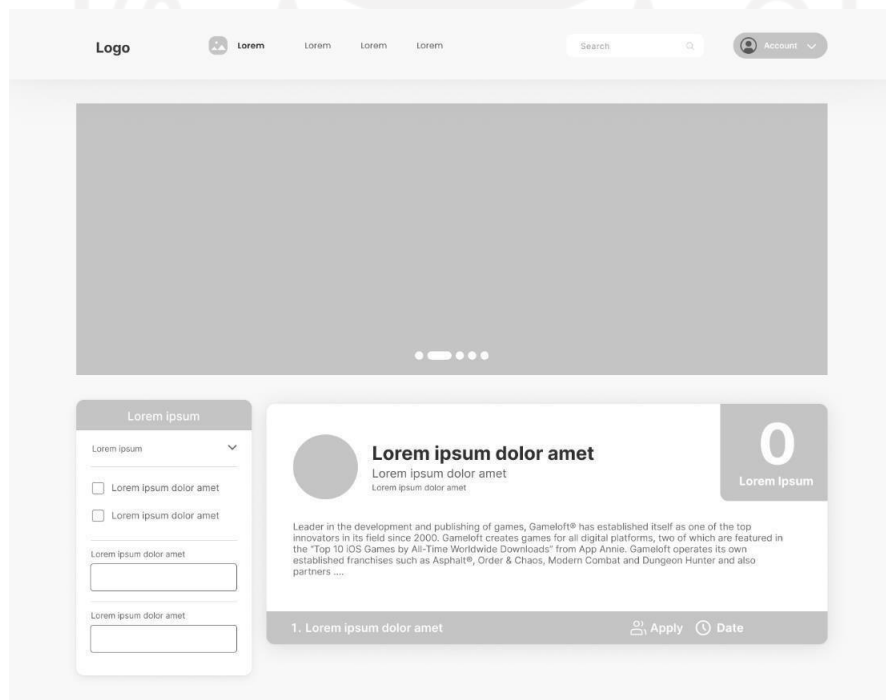 Logo
Lorem
Lorem
Lorem
Lorem
Search
Account
Lorem ipsum
Lorem ipsum
Lorem ipsum dolor amet
Lorem ipsum dolor amet
Lorem ipsum dolor amet
Lorem ipsum dolor amet
Lorem ipsum dolor amet
Lorem ipsum dolor amet
Lorem ipsum dolor amet
0
Lorem Ipsum
Leader in the development and publishing of games, Gameloft® has established itself as one of the top
innovators in its field since 2000. Gameloft creates games for all digital platforms, two of which are featured in
the "Top 10 iOS Games by All-Time Worldwide Downloads" from App Annie. Gameloft operates its own
established franchises such as Asphalt®, Order & Chaos, Modern Combat and Dungeon Hunter and also
partners ....
1. Lorem ipsum dolor amet
Apply
Date